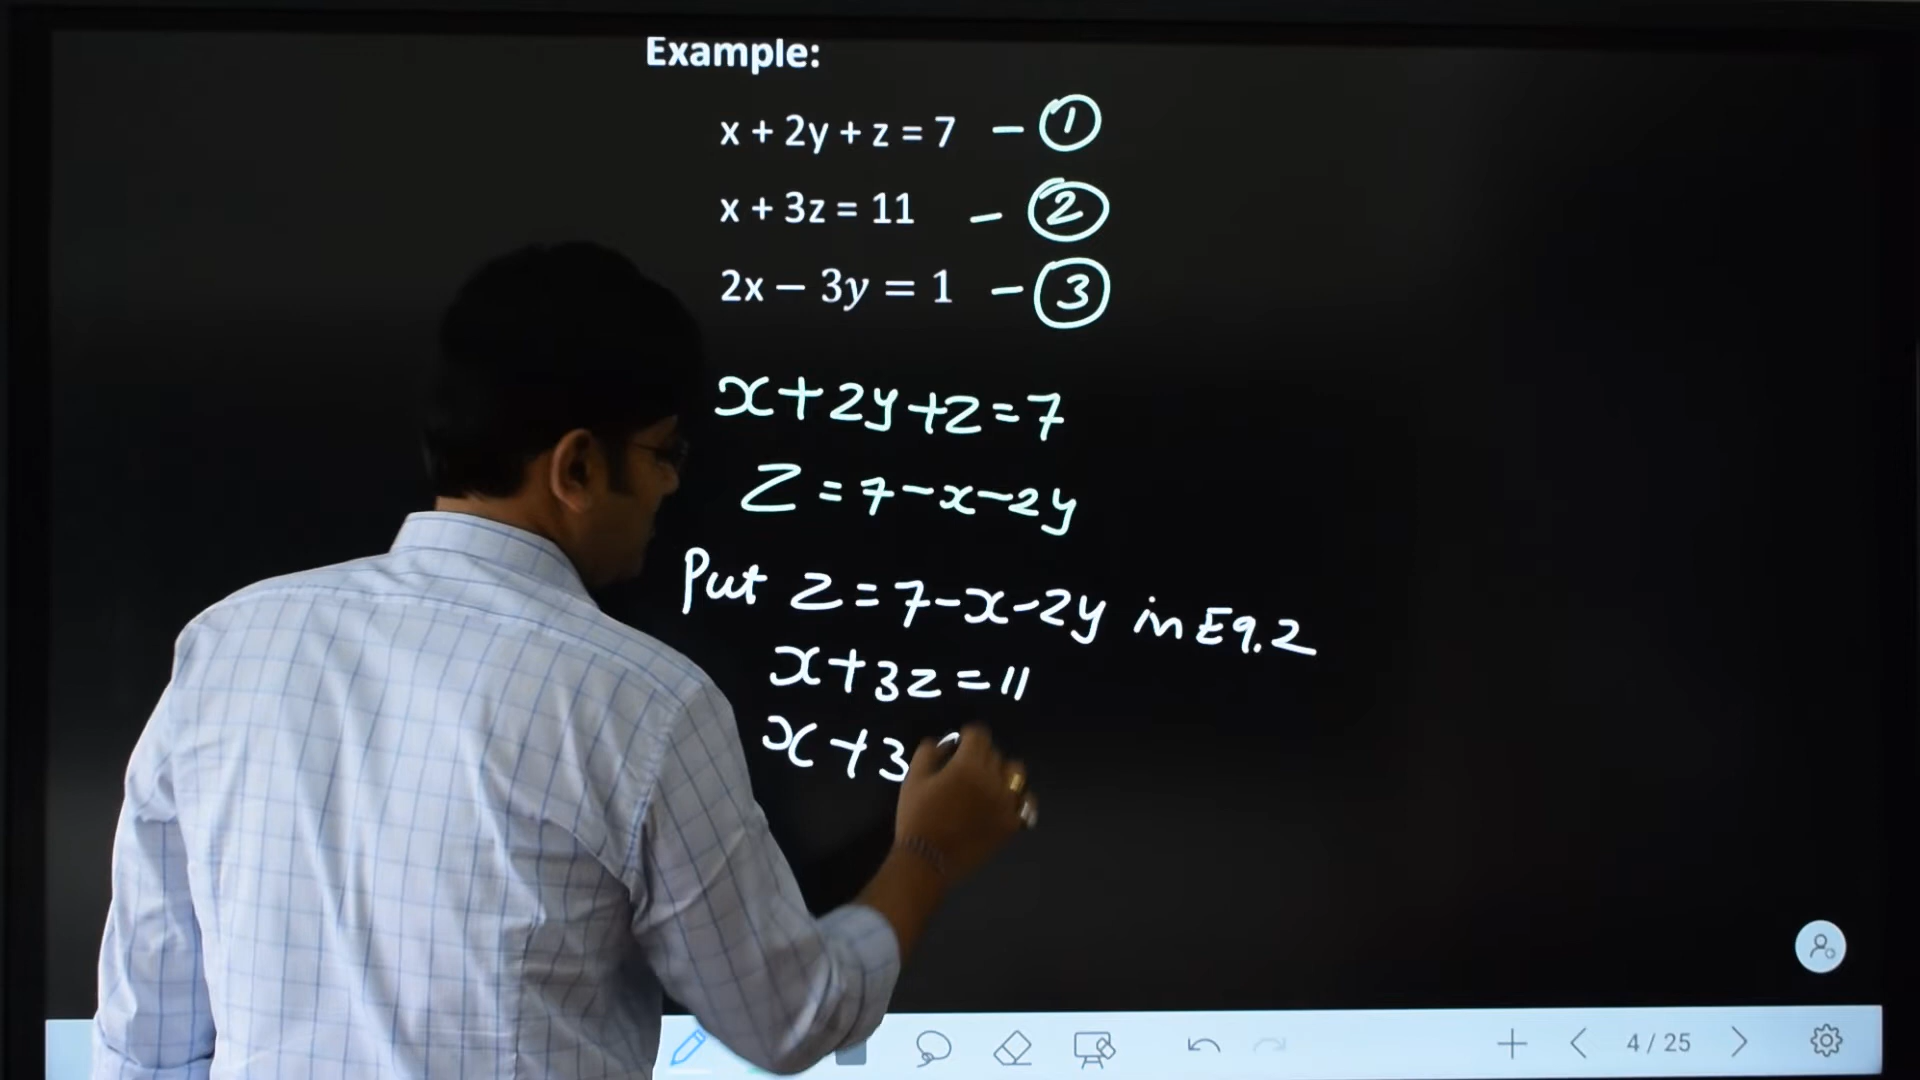 Example:
x + 2y + z = 7 - 1
x + 3z = 11 - 2
2x − 3y = 1 - 3
x+2y+z=7
Z=7-x-2y
Put z=7-x-2y in Eq.2
x+3z=11
x+3
4 / 25